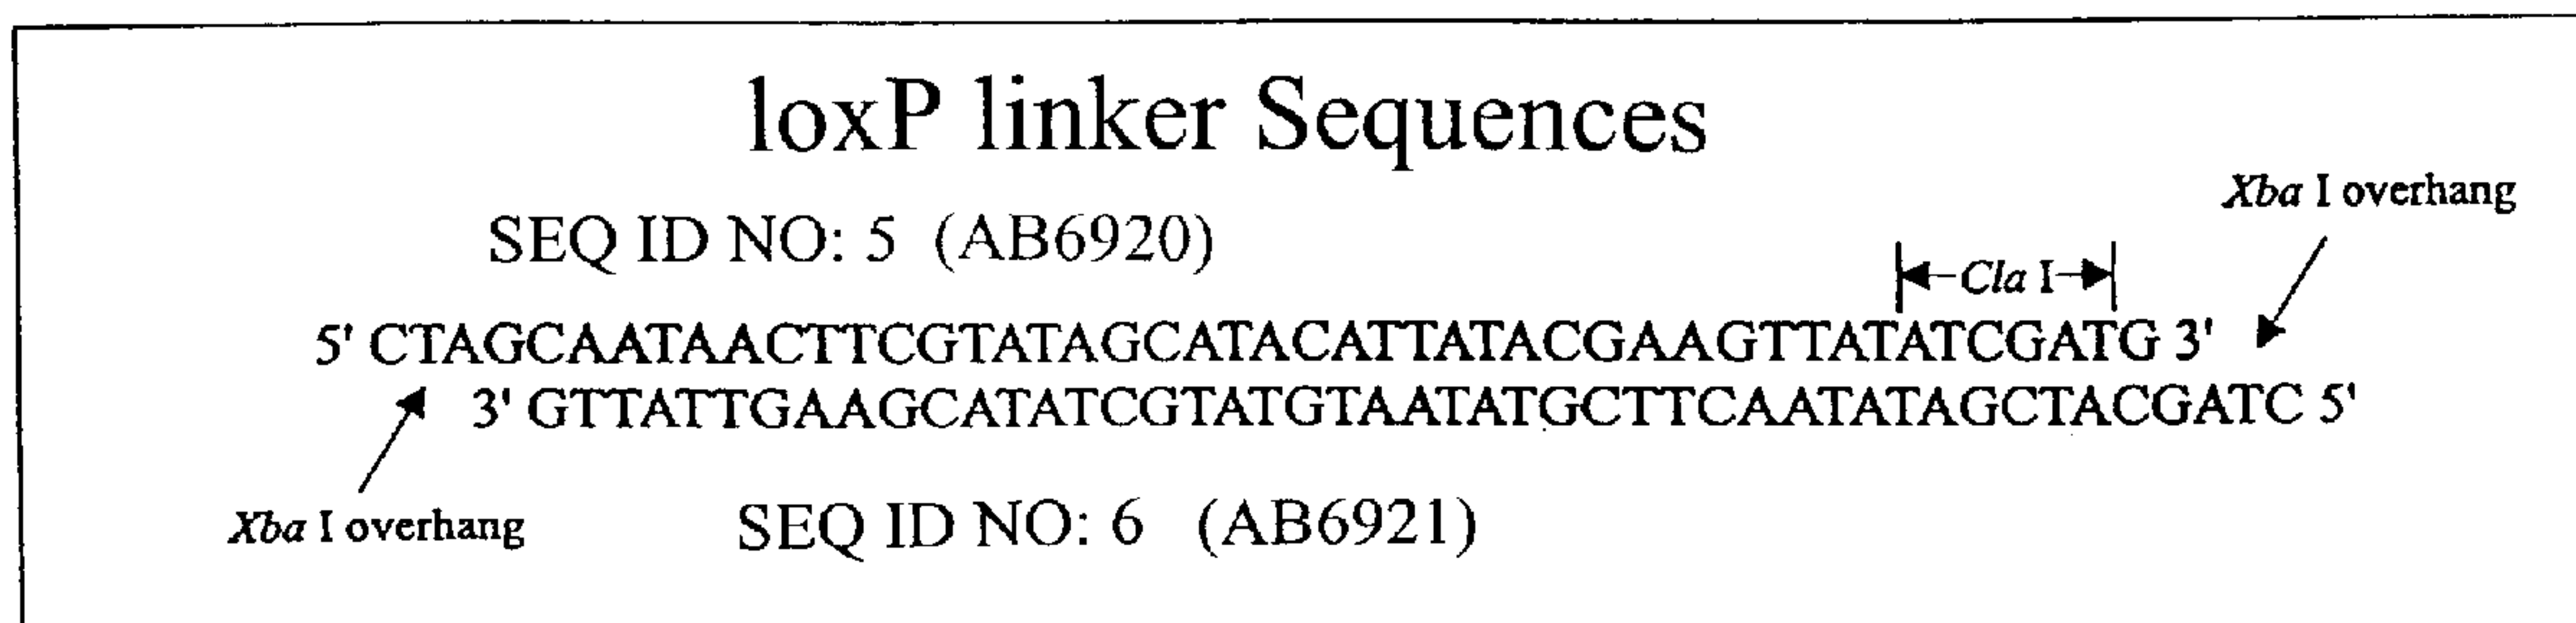 loxP linker Sequences
Xba I overhang
SEQ ID NO: 5 (AB6920)
Cla I
5' CTAGCAATAACTTCGTATAGCATACATTATACGAAGTTATATCGATG 3'
3' GTTATTGAAGCATATCGTATGTAATATGCTTCAATATAGCTACGATC 5'
Xba I overhang
SEQ ID NO: 6 (AB6921)